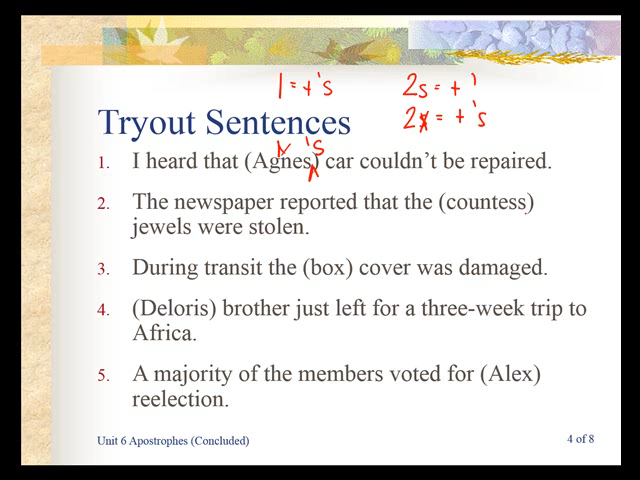 1 = + 's 2s = + '
2s = + 's
Tryout Sentences
N 's
1. I heard that (Agnes) car couldn't be repaired.
2. The newspaper reported that the (countess)
jewels were stolen.
3. During transit the (box) cover was damaged.
4. (Deloris) brother just left for a three-week trip to
Africa.
5. A majority of the members voted for (Alex)
reelection.
Unit 6 Apostrophes (Concluded) 4 of 8